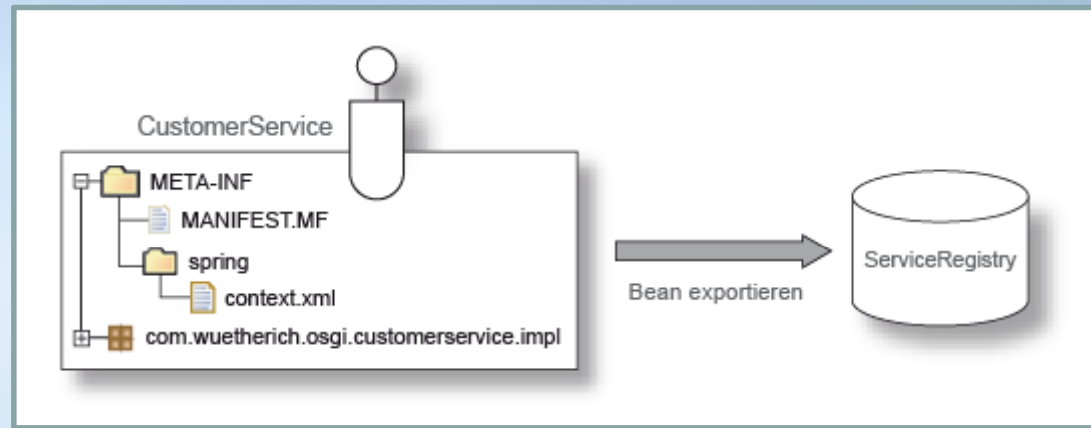 CustomerService
META-INF
MANIFEST.MF
spring
context.xml
com.wuetherich.osgi.customerservice.impl
Bean exportieren
ServiceRegistry